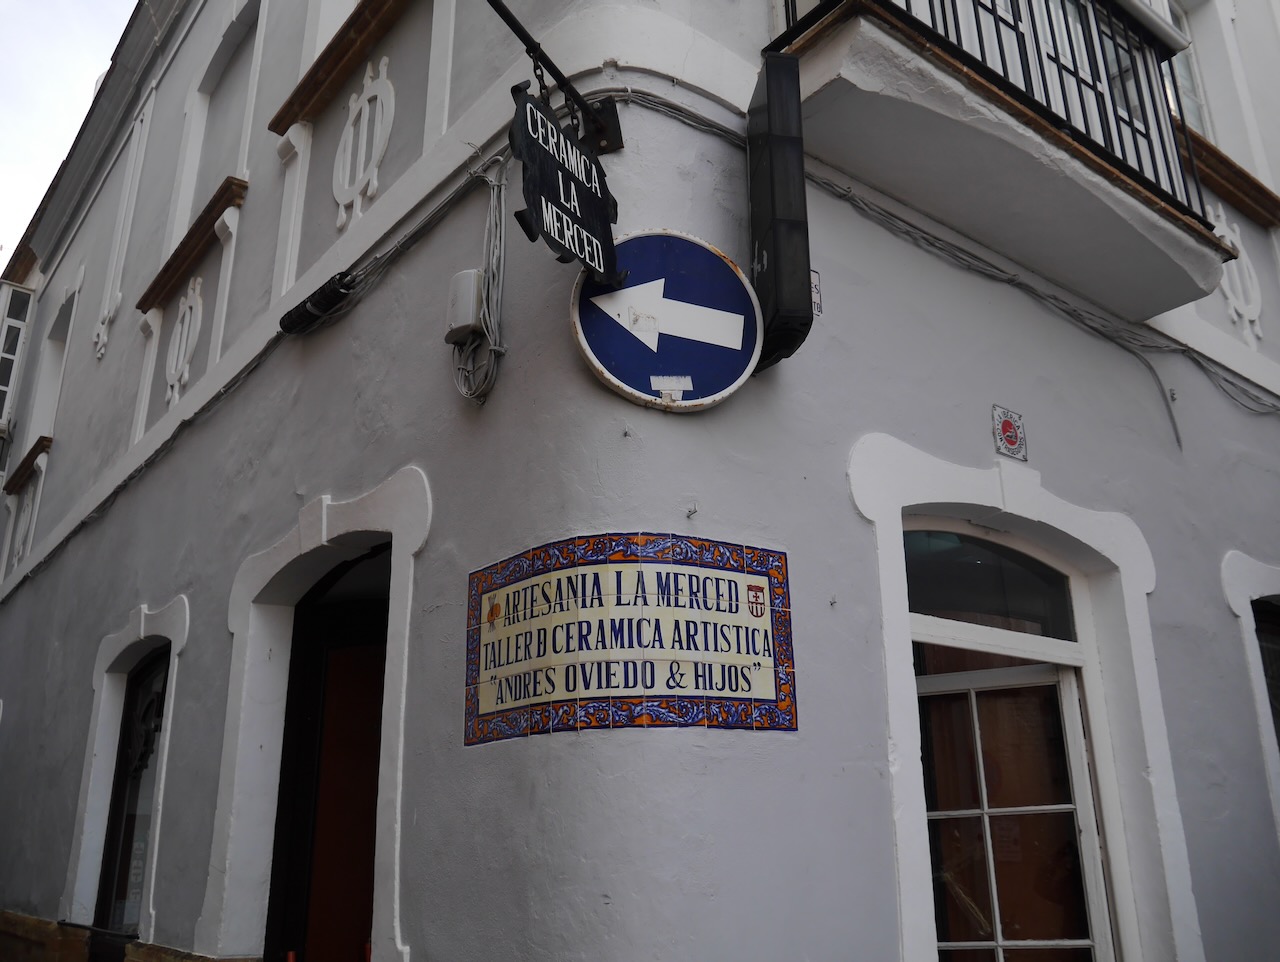 CERAMICA
LA
MERCED
ARTESANIA LA MERCED
TALLER D CERAMICA ARTISTICA
"ANDRES OVIEDO & HIJOS"